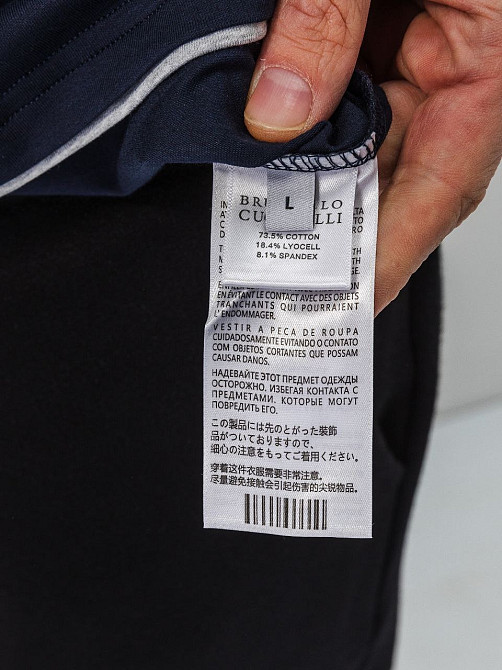 L
73.5% COTTON
18.4% LYOCELL
8.1% SPANDEX
EN ÉVITANT LE CONTACT AVEC DES OBJETS
TRANCHANTS QUI POURRAIENT
L'ENDOMMAGER.
VESTIR A PEÇA DE ROUPA
CUIDADOSAMENTE EVITANDO O CONTATO
COM OBJETOS CORTANTES QUE POSSAM
CAUSAR DANOS.
НАДЕВАЙТЕ ЭТОТ ПРЕДМЕТ ОДЕЖДЫ
ОСТОРОЖНО, ИЗБЕГАЯ КОНТАКТА С
ПРЕДМЕТАМИ, КОТОРЫЕ МОГУТ
ПОВРЕДИТЬ ЕГО.
この製品には先のとがった裝飾
品がついておりますので、
細心の注意をもってご着用ください。
穿着这件衣服需要非常注意.
尽量避免接触会引起伤害的尖锐物品。